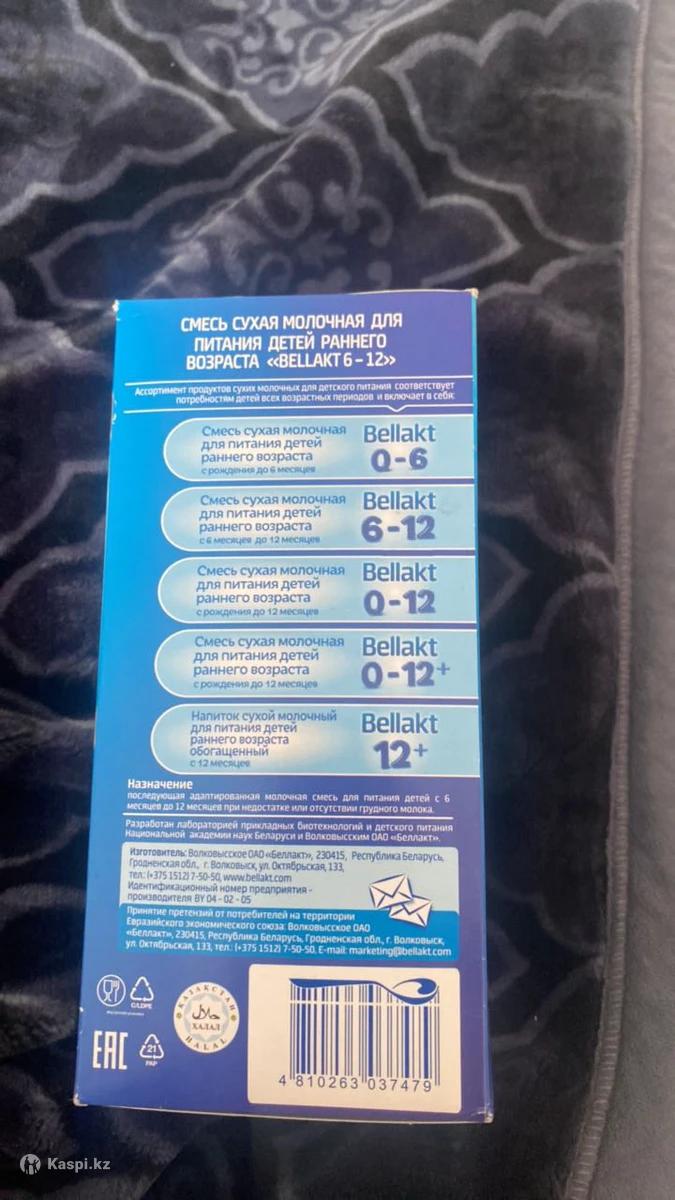 СМЕСЬ СУХАЯ МОЛОЧНАЯ ДЛЯ
ПИТАНИЯ ДЕТЕЙ РАННЕГО
ВОЗРАСТА «BELLAKT 6 – 12»
Ассортимент продуктов сухих молочных для детского питания соответствует
потребностям детей всех возрастных периодов и включает в себя:
Смесь сухая молочная
для питания детей
раннего возраста
с рождения до 6 месяцев
Bellakt
0-6
Смесь сухая молочная
для питания детей
раннего возраста
с 6 месяцев до 12 месяцев
Bellakt
6-12
Смесь сухая молочная
для питания детей
раннего возраста
с рождения до 12 месяцев
Bellakt
0-12
Смесь сухая молочная
для питания детей
раннего возраста
с рождения до 12 месяцев
Bellakt
0-12+
Напиток сухой молочный
для питания детей
раннего возраста
обогащенный
с 12 месяцев
Bellakt
12+
Назначение
последующая адаптированная молочная смесь для питания детей с 6
месяцев до 12 месяцев при недостатке или отсутствии грудного молока.
Разработан лабораторией прикладных биотехнологий и детского питания
Национальной академии наук Беларуси и Волковысским ОАО «Беллакт».
Изготовитель: Волковысское ОАО «Беллакт», 230415, Республика Беларусь,
Гродненская обл., г. Волковыск, ул. Октябрьская, 133,
тел.: (+375 1512) 7-50-50, www.bellakt.com
Идентификационный номер предприятия -
производителя BY 04 - 02 - 05
Принятие претензий от потребителей на территории
Евразийского экономического союза: Волковысское ОАО
«Беллакт», 230415, Республика Беларусь, Гродненская обл., г. Волковыск,
ул. Октябрьская, 133, тел.: (+375 1512) 7-50-50, E-mail: marketing@bellakt.com
C/LDPE
КАЗАКСТАН
ХАЛАЛ
HALAL
EAC
21
PAP
4 810263 037479
Kaspi.kz